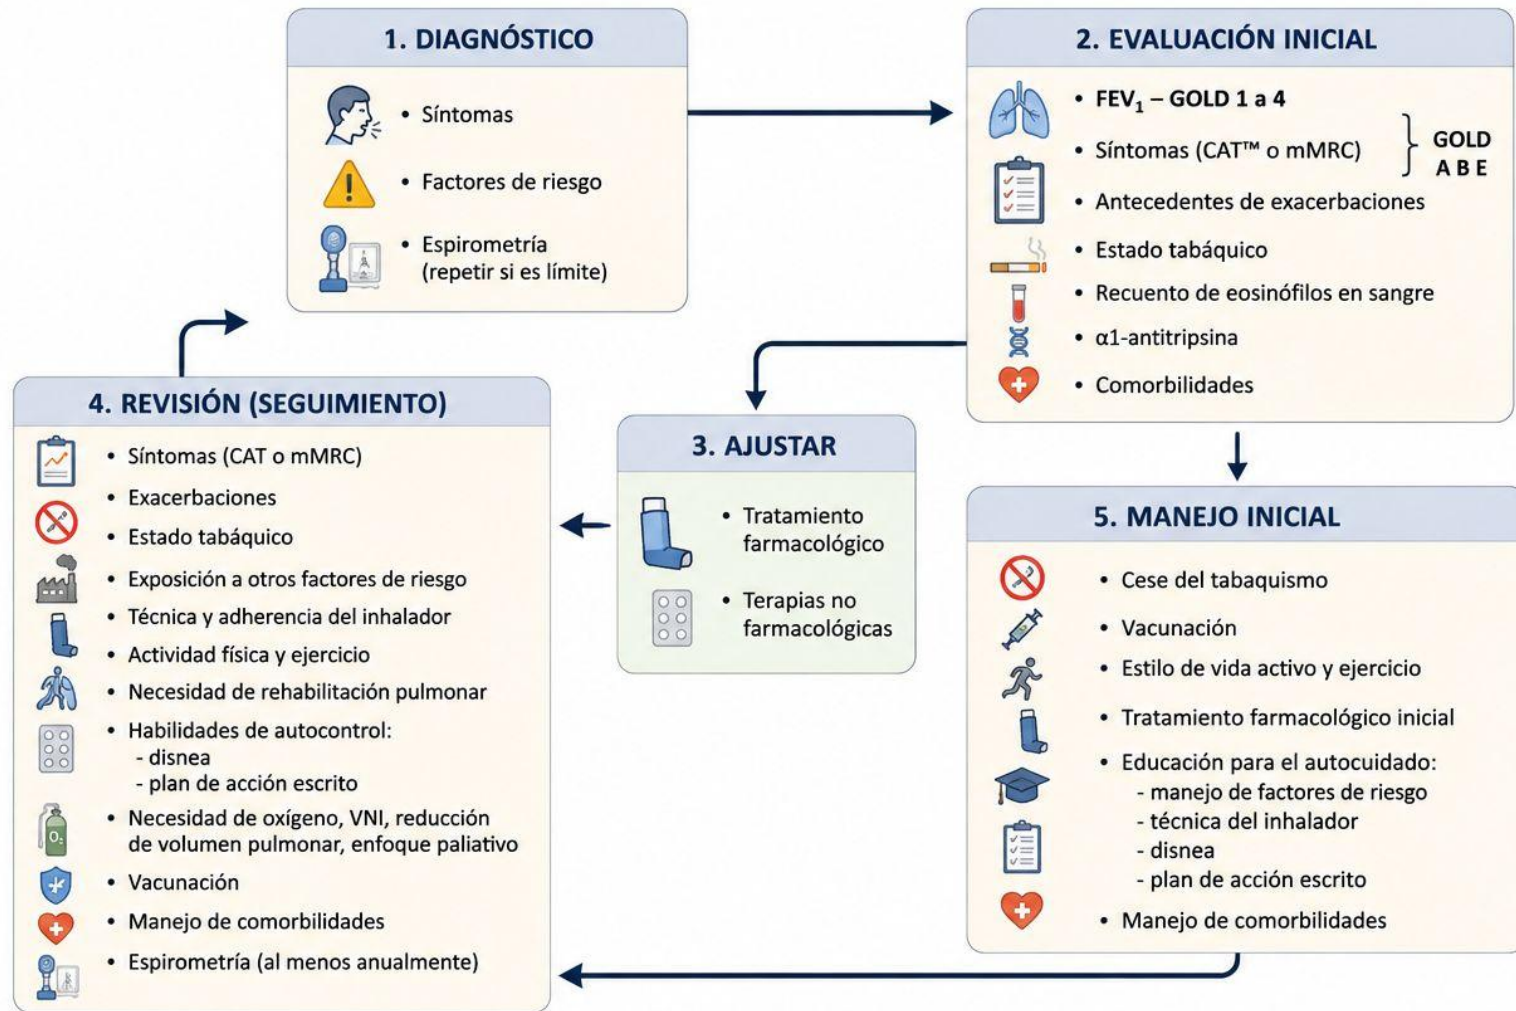 1. DIAGNÓSTICO
• Síntomas
• Factores de riesgo
• Espirometría
(repetir si es límite)
2. EVALUACIÓN INICIAL
• FEV₁ – GOLD 1 a 4
• Síntomas (CAT™ o mMRC)
GOLD
A B E
• Antecedentes de exacerbaciones
• Estado tabáquico
• Recuento de eosinófilos en sangre
• α1-antitripsina
• Comorbilidades
3. AJUSTAR
• Tratamiento
farmacológico
• Terapias no
farmacológicas
4. REVISIÓN (SEGUIMIENTO)
• Síntomas (CAT o mMRC)
• Exacerbaciones
• Estado tabáquico
• Exposición a otros factores de riesgo
• Técnica y adherencia del inhalador
• Actividad física y ejercicio
• Necesidad de rehabilitación pulmonar
• Habilidades de autocontrol:
- disnea
- plan de acción escrito
O₂
• Necesidad de oxígeno, VNI, reducción
de volumen pulmonar, enfoque paliativo
• Vacunación
• Manejo de comorbilidades
• Espirometría (al menos anualmente)
5. MANEJO INICIAL
• Cese del tabaquismo
• Vacunación
• Estilo de vida activo y ejercicio
• Tratamiento farmacológico inicial
• Educación para el autocuidado:
- manejo de factores de riesgo
- técnica del inhalador
- disnea
- plan de acción escrito
• Manejo de comorbilidades